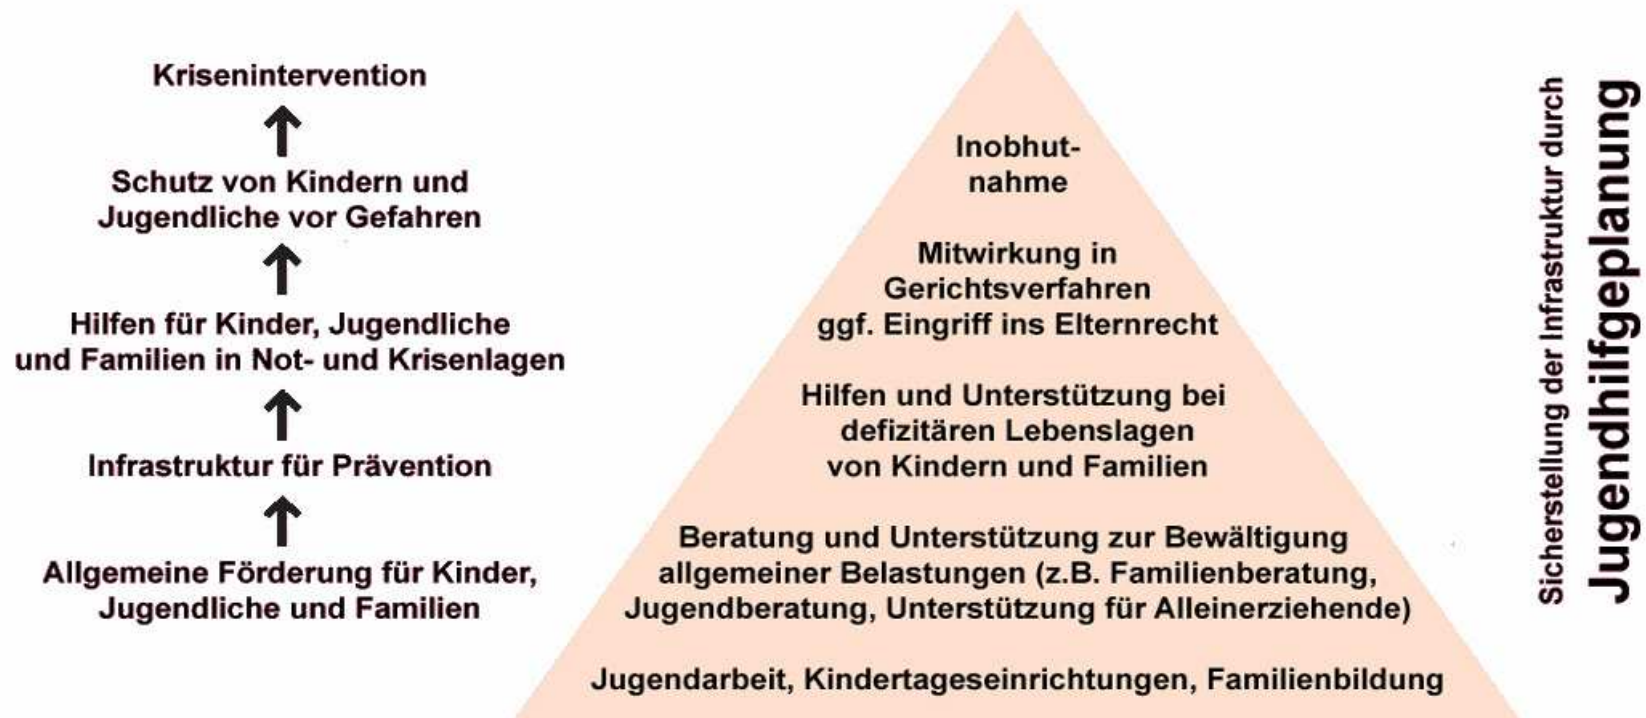 Krisenintervention
Schutz von Kindern und
Jugendliche vor Gefahren
Hilfen für Kinder, Jugendliche
und Familien in Not- und Krisenlagen
Infrastruktur für Prävention
Allgemeine Förderung für Kinder,
Jugendliche und Familien
Inobhut-
nahme
Mitwirkung in
Gerichtsverfahren
ggf. Eingriff ins Elternrecht
Hilfen und Unterstützung bei
defizitären Lebenslagen
von Kindern und Familien
Beratung und Unterstützung zur Bewältigung
allgemeiner Belastungen (z.B. Familienberatung,
Jugendberatung, Unterstützung für Alleinerziehende)
Jugendarbeit, Kindertageseinrichtungen, Familienbildung
Sicherstellung der Infrastruktur durch
Jugendhilfgeplanung